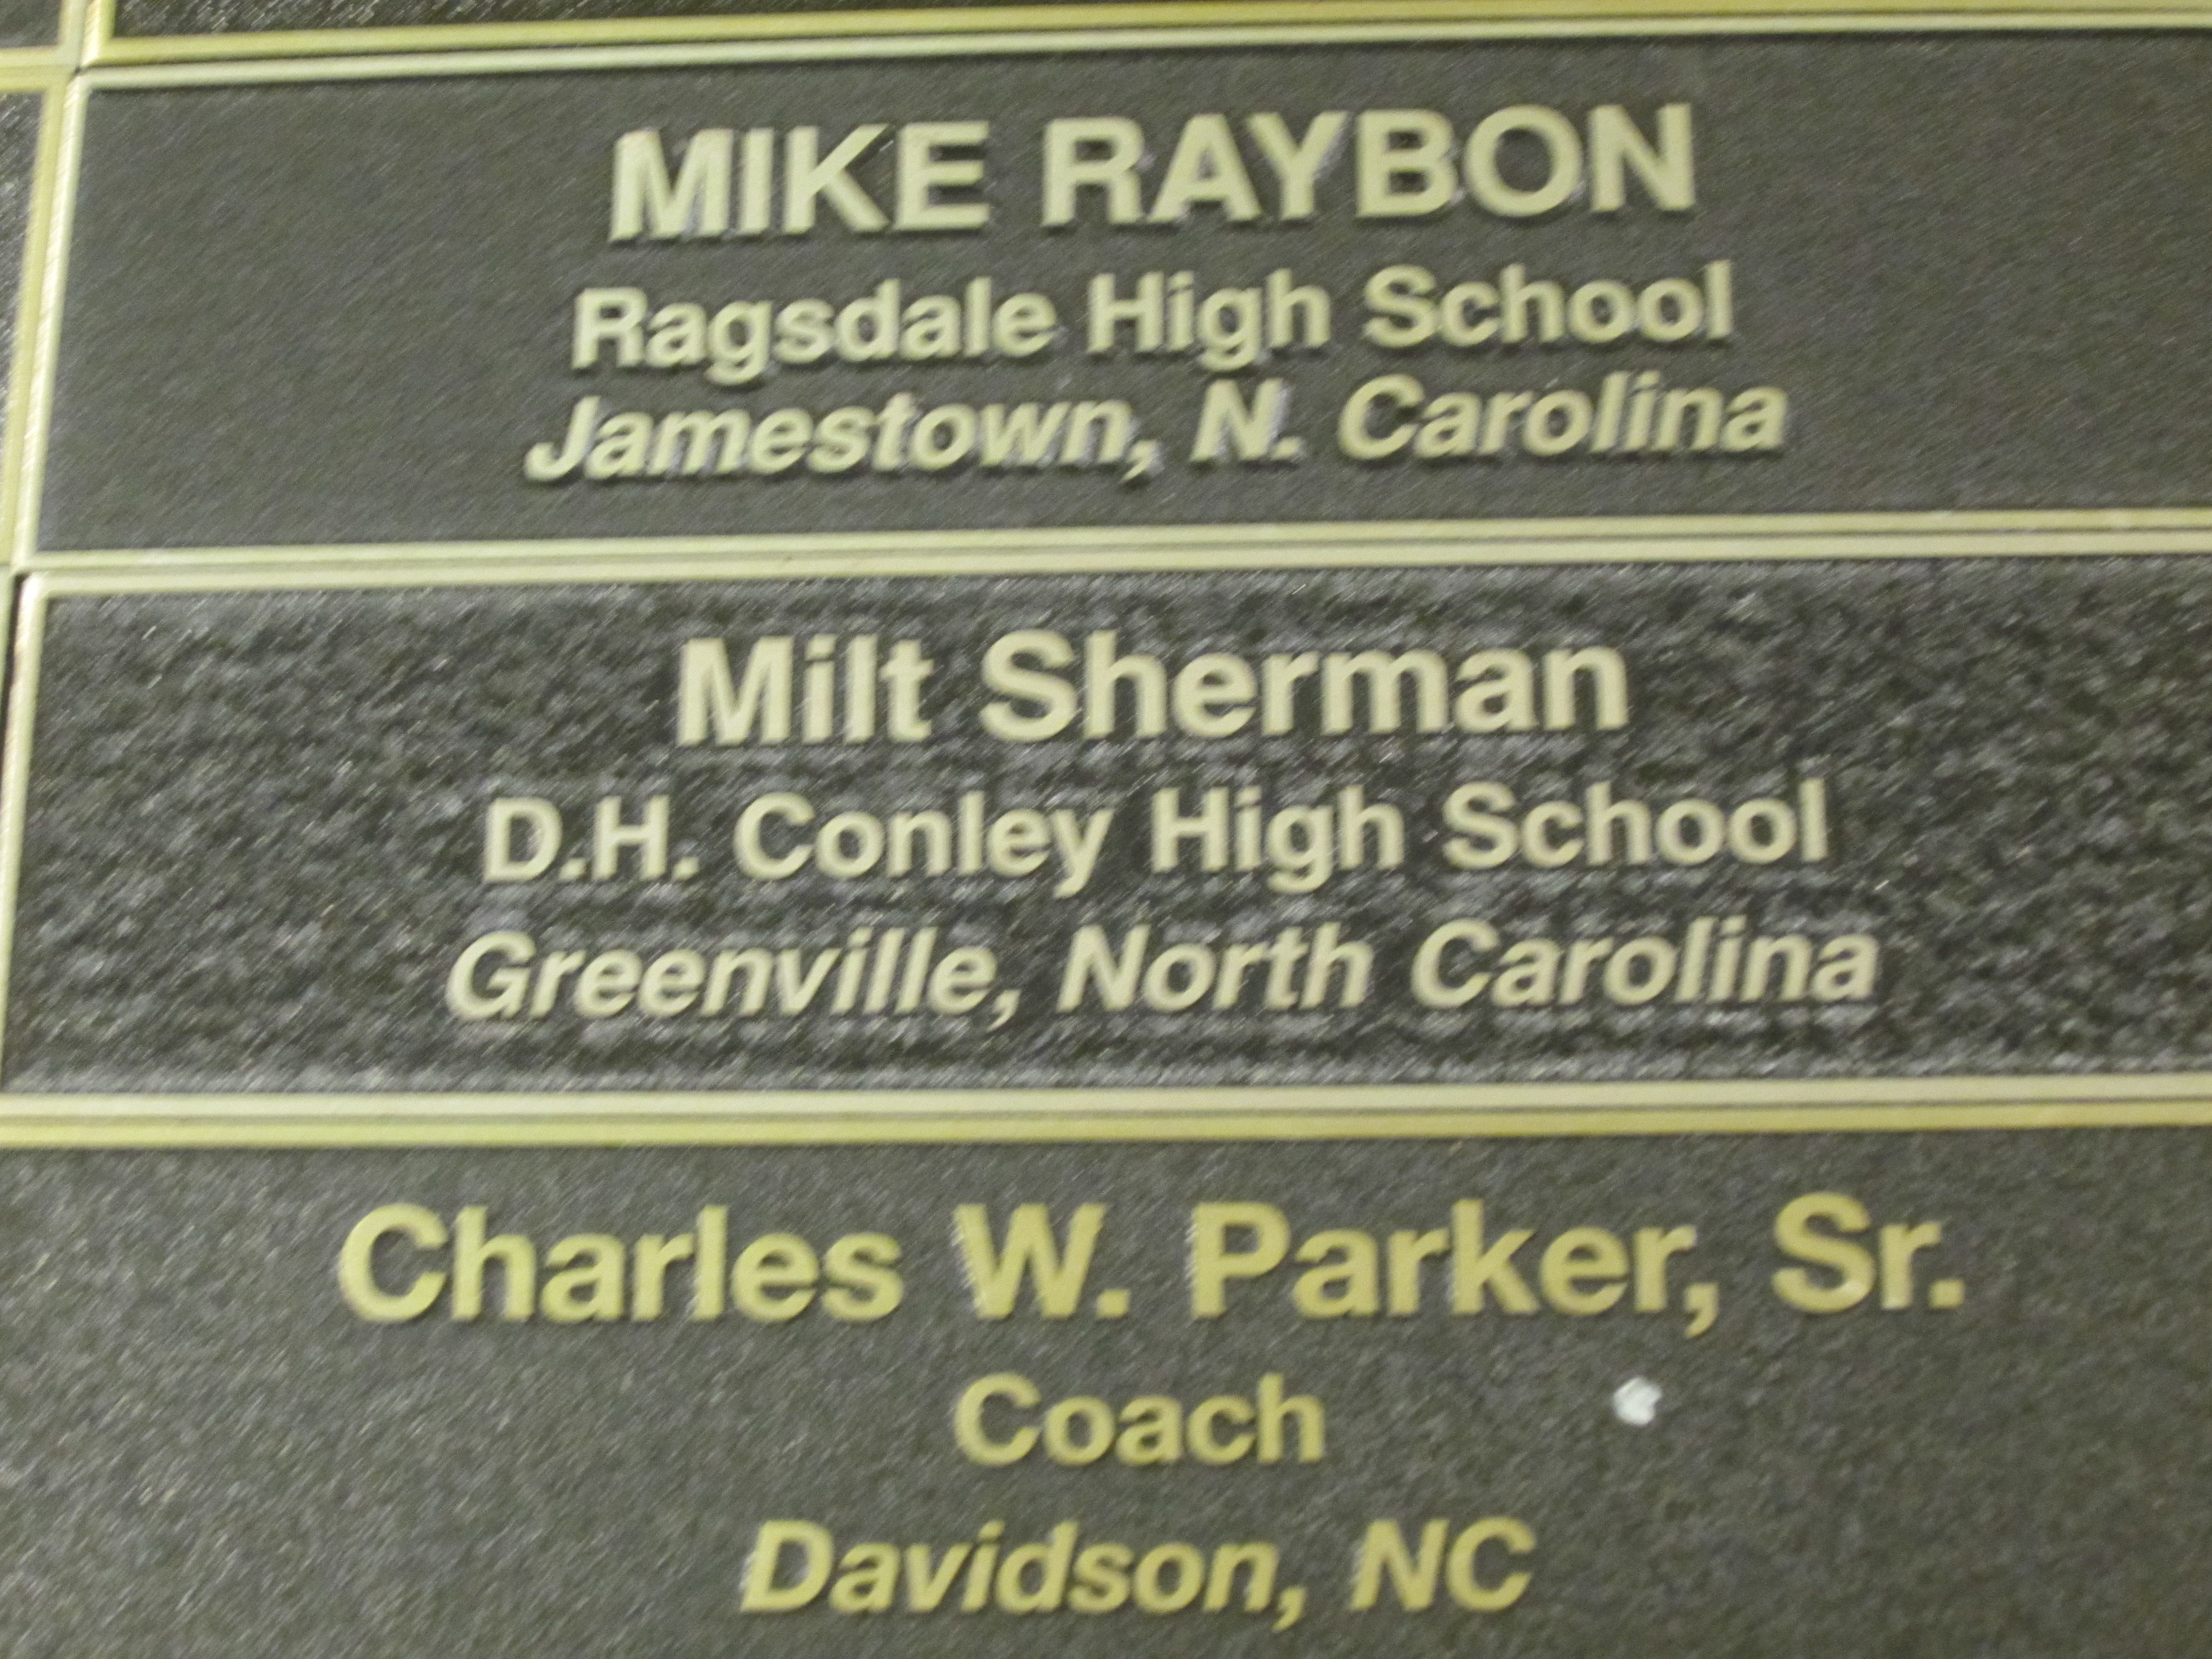 MIKE RAYBON
Ragsdale High School
Jamestown, N. Carolina
Milt Sherman
D.H. Conley High School
Greenville, North Carolina
Charles W. Parker, Sr.
Coach
Davidson, NC